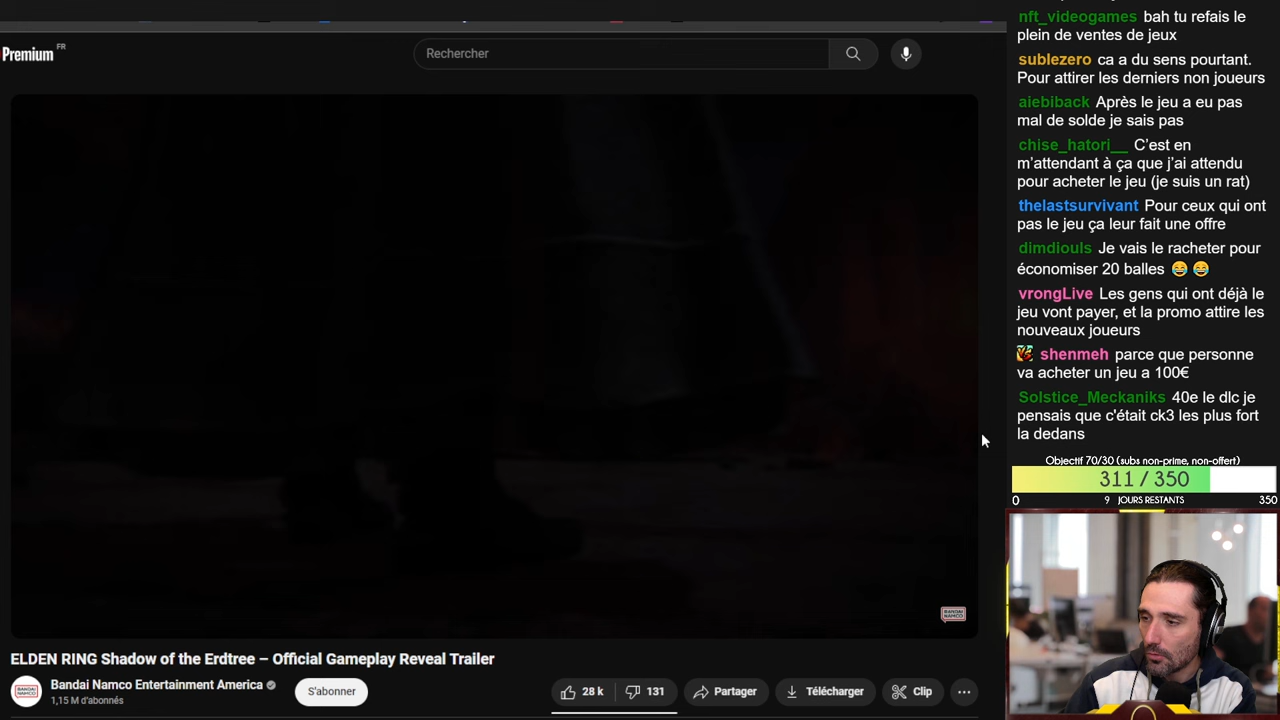 Premium FR
Rechercher
BANDAI NAMCO
ELDEN RING Shadow of the Erdtree – Official Gameplay Reveal Trailer
BANDAI NAMCO
Bandai Namco Entertainment America
1,15 M d'abonnés
S'abonner
28 k
131
Partager
Télécharger
Clip
nft_videogames bah tu refais le
plein de ventes de jeux
sublezero ca a du sens pourtant.
Pour attirer les derniers non joueurs
aiebiback Après le jeu a eu pas
mal de solde je sais pas
chise_hatori__ C'est en
m'attendant à ça que j'ai attendu
pour acheter le jeu (je suis un rat)
thelastsurvivant Pour ceux qui ont
pas le jeu ça leur fait une offre
dimdiouls Je vais le racheter pour
économiser 20 balles 😂 😂
vrongLive Les gens qui ont déjà le
jeu vont payer, et la promo attire les
nouveaux joueurs
shenmeh parce que personne
va acheter un jeu a 100€
Solstice_Meckaniks 40e le dlc je
pensais que c'était ck3 les plus fort
la dedans
Objectif 70/30 (subs non-prime, non-offert)
311 / 350
0 9 JOURS RESTANTS 350